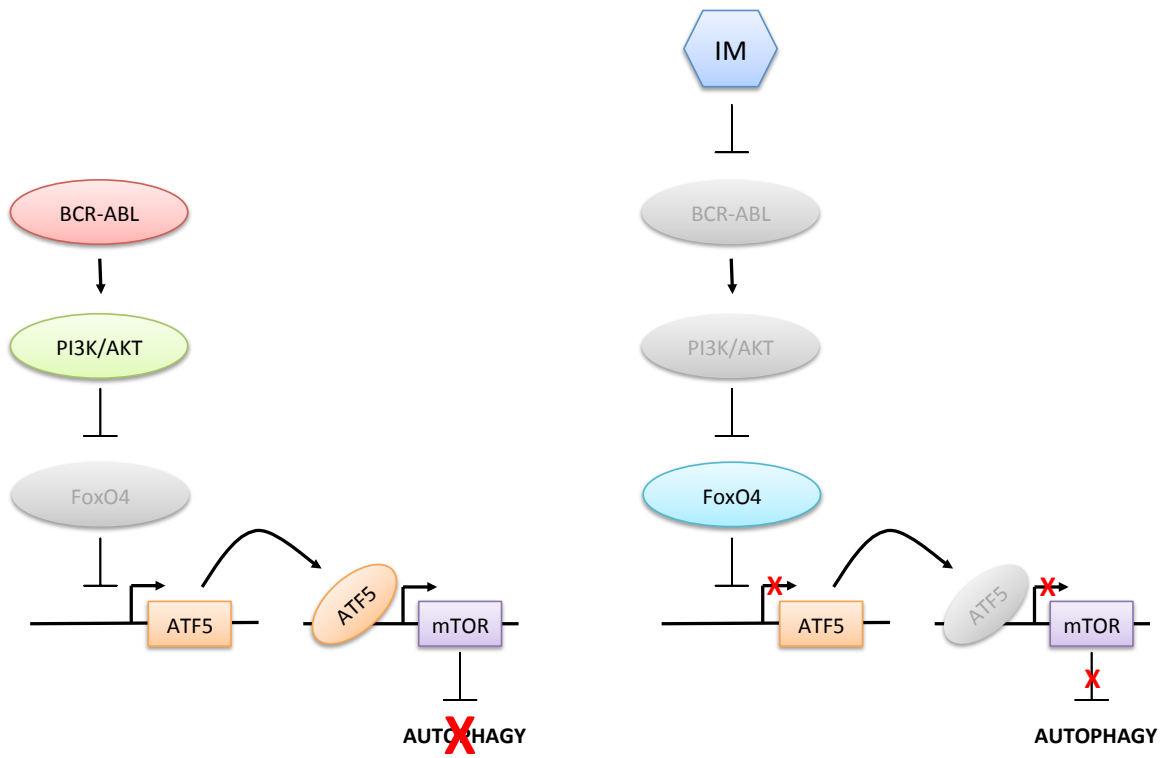 IM
BCR-ABL
BCR-ABL
PI3K/AKT
PI3K/AKT
FoxO4
FoxO4
ATF5
ATF5
mTOR
X
ATF5
ATF5
X
mTOR
X
AUTOPHAGY
X
AUTOPHAGY